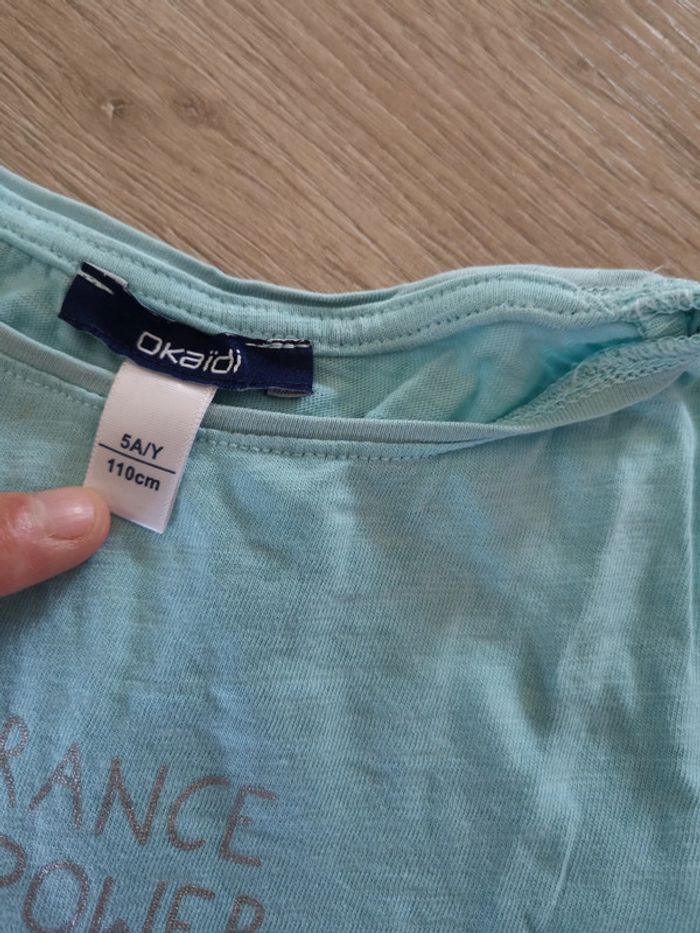 OKaïdi
5A/Y
110cm
RANCE
POWER